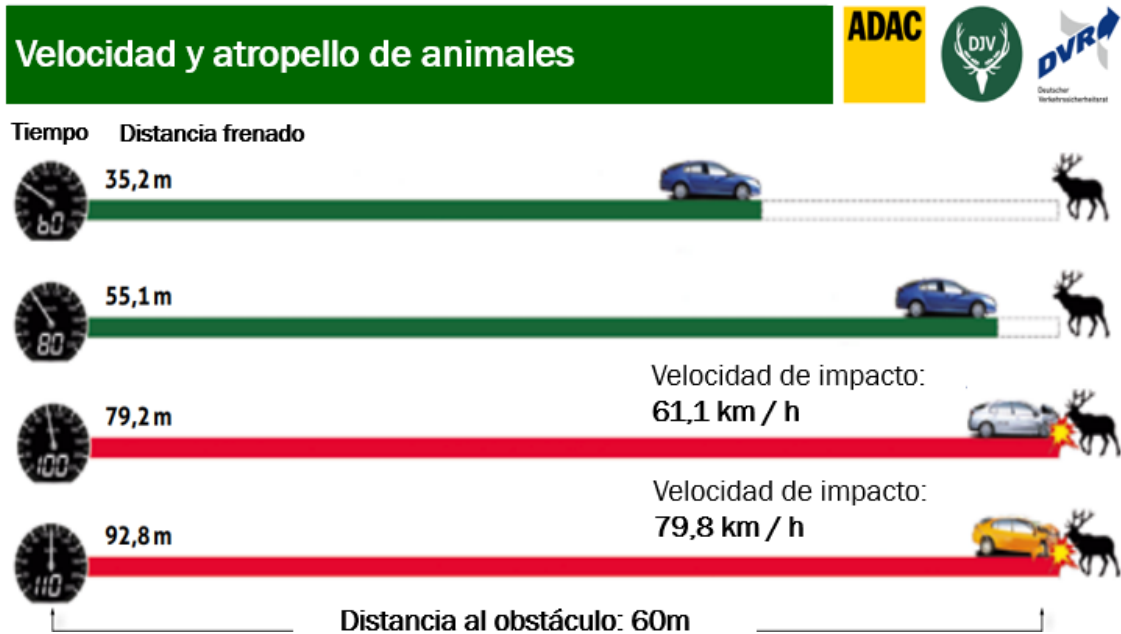 Velocidad y atropello de animales
ADAC
DJV
DVR
Deutscher
Verkehrssicherheitsrat
Tiempo Distancia frenado
35,2 m
60
55,1 m
80
Velocidad de impacto:
61,1 km / h
79,2 m
100
Velocidad de impacto:
79,8 km / h
92,8 m
110
Distancia al obstáculo: 60m